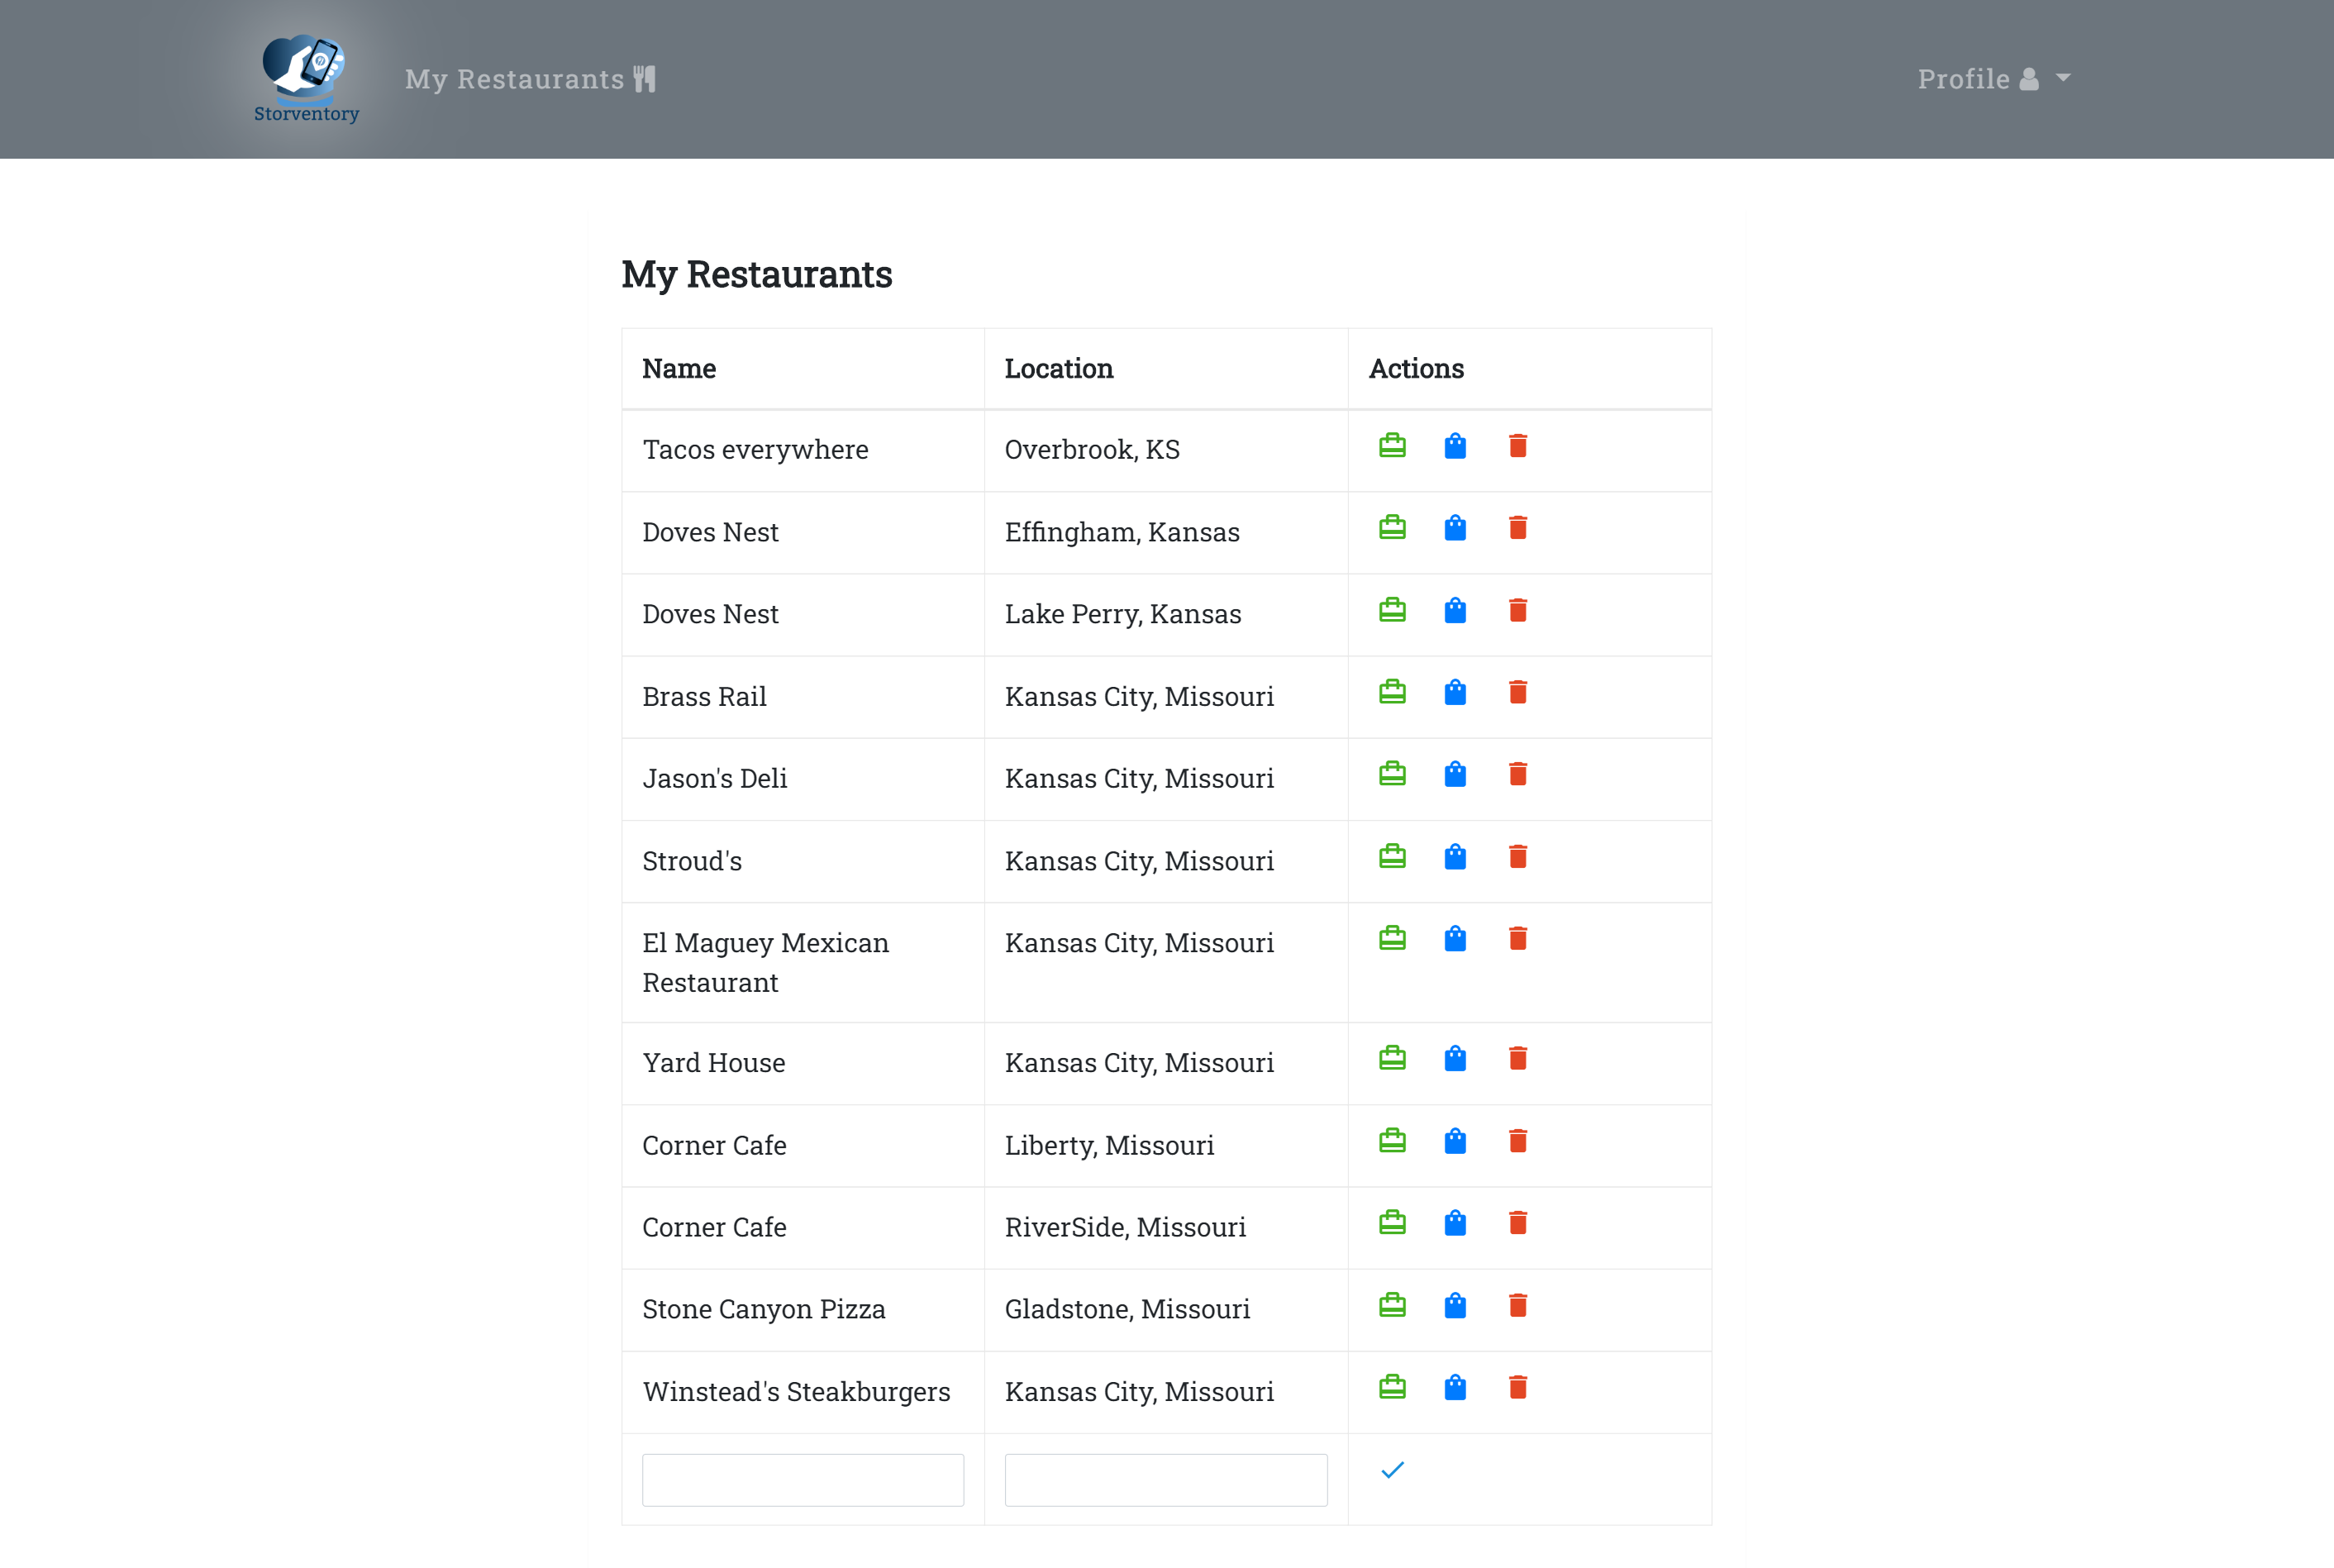 Storventory
My Restaurants
Profile
My Restaurants
Name Location Actions
Tacos everywhere Overbrook, KS
Doves Nest Effingham, Kansas
Doves Nest Lake Perry, Kansas
Brass Rail Kansas City, Missouri
Jason's Deli Kansas City, Missouri
Stroud's Kansas City, Missouri
El Maguey Mexican Kansas City, Missouri
Restaurant
Yard House Kansas City, Missouri
Corner Cafe Liberty, Missouri
Corner Cafe RiverSide, Missouri
Stone Canyon Pizza Gladstone, Missouri
Winstead's Steakburgers Kansas City, Missouri